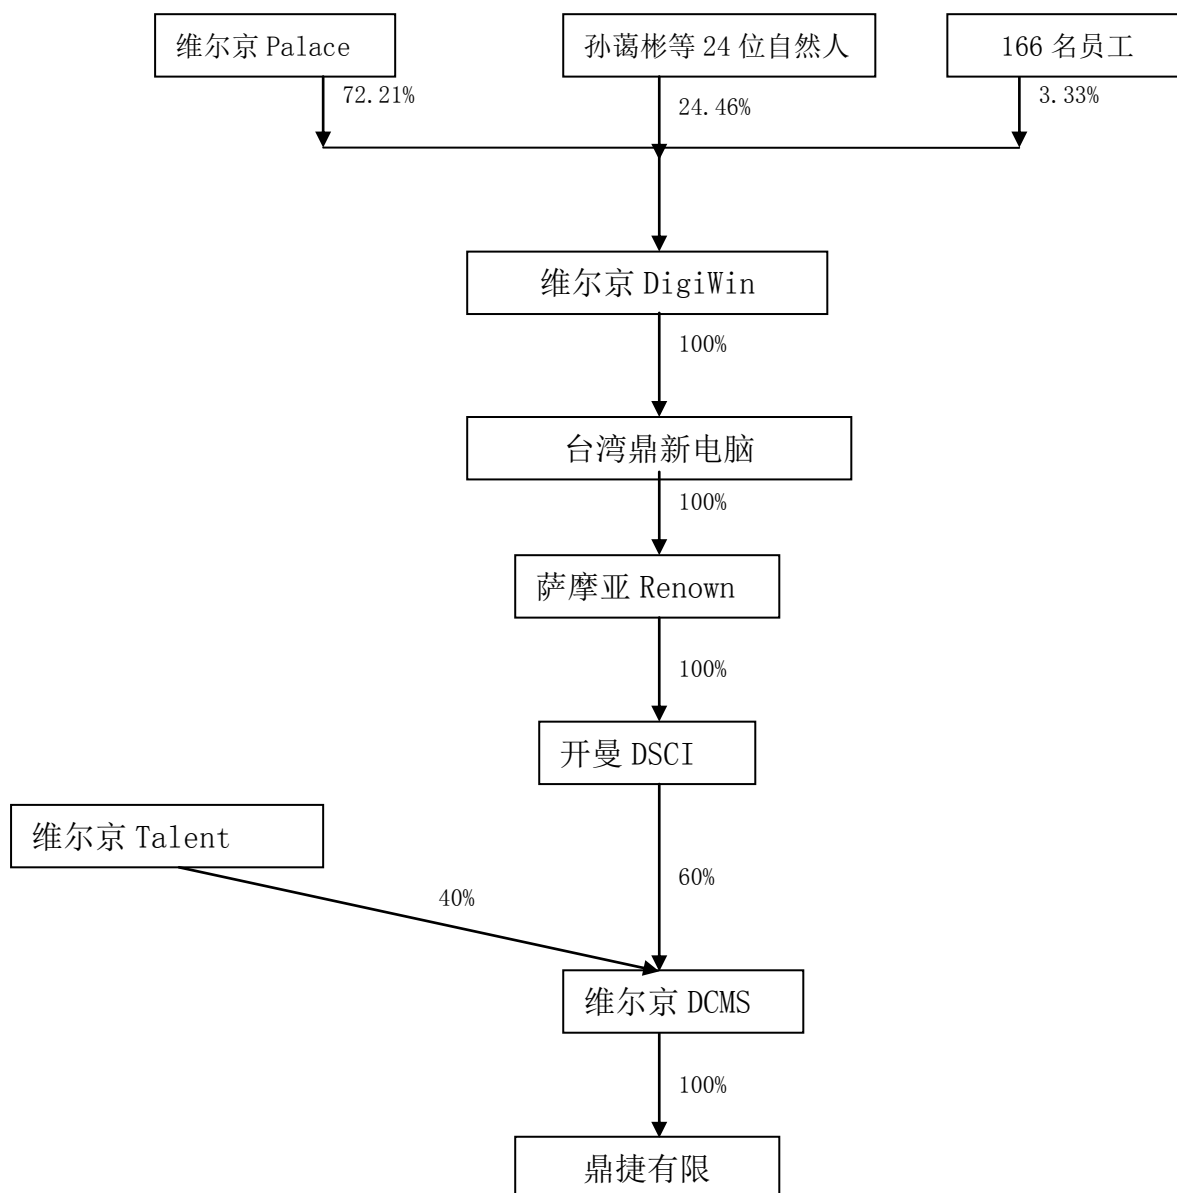 维尔京 Palace
孙蔼彬等 24 位自然人
166 名员工
72.21%
24.46%
3.33%
维尔京 DigiWin
100%
台湾鼎新电脑
100%
萨摩亚 Renown
100%
开曼 DSCI
维尔京 Talent
40%
60%
维尔京 DCMS
100%
鼎捷有限